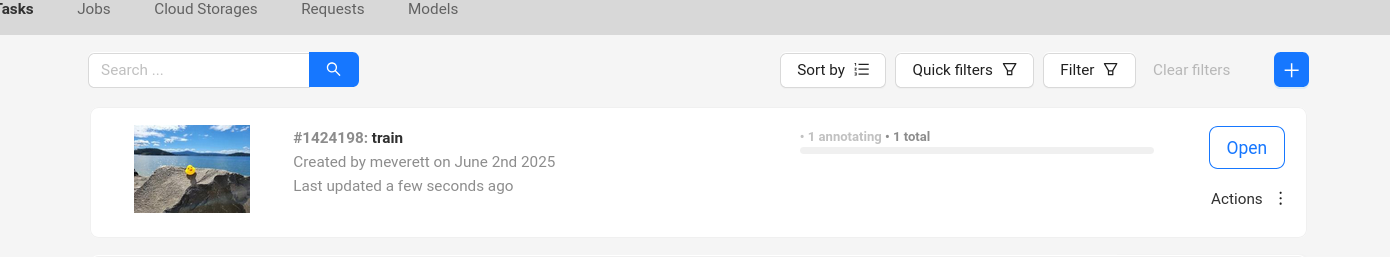 Tasks Jobs Cloud Storages Requests Models
Search ... Sort by Quick filters Filter Clear filters
#1424198: train
• 1 annotating • 1 total
Created by meverett on June 2nd 2025
Open
Last updated a few seconds ago
Actions